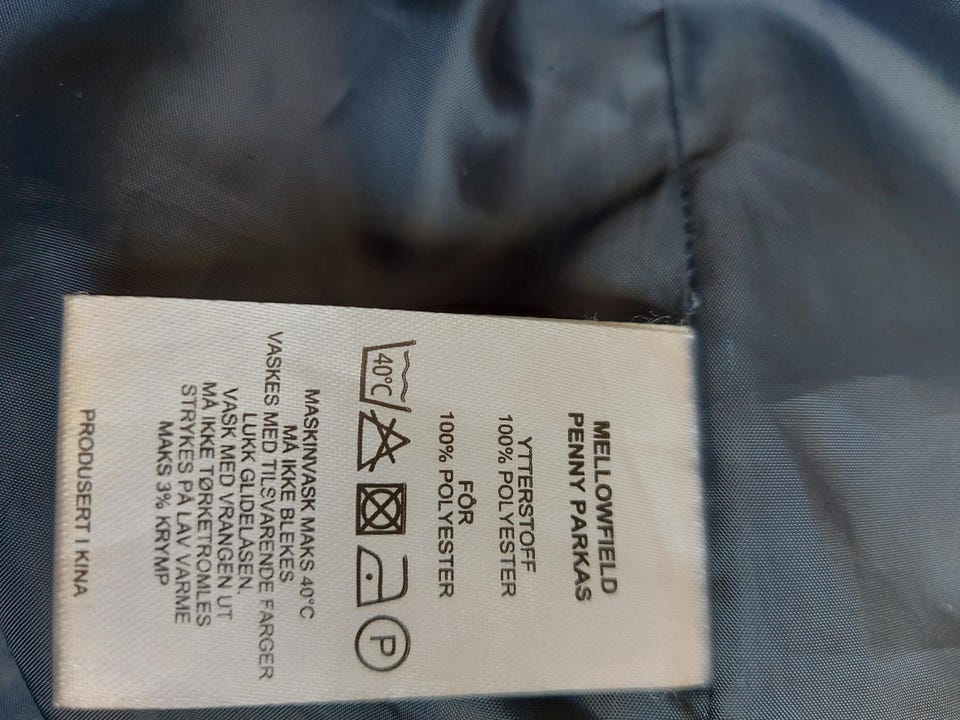 MELLOWFIELD
PENNY PARKAS
YTTERSTOFF
100% POLYESTER
FÔR
100% POLYESTER
40°C
P
MASKINVASK MAKS 40°C
MÅ IKKE BLEKES
VASKES MED TILSVARENDE FARGER
LUKK GLIDELÅSEN.
VASK MED VRANGEN UT
MÅ IKKE TØRKETROMLES
STRYKES PÅ LAV VARME
MAKS 3% KRYMP
PRODUSERT I KINA